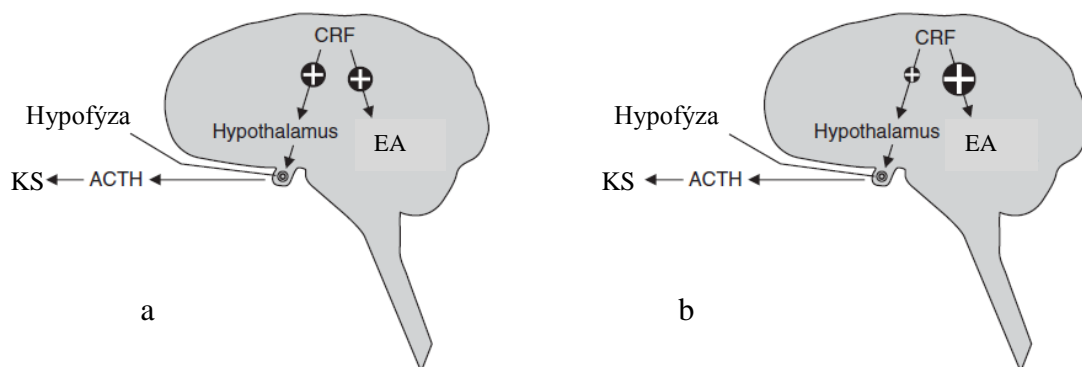 CRF
Hypofýza
Hypothalamus
EA
KS
ACTH
a
CRF
Hypofýza
Hypothalamus
EA
KS
ACTH
b